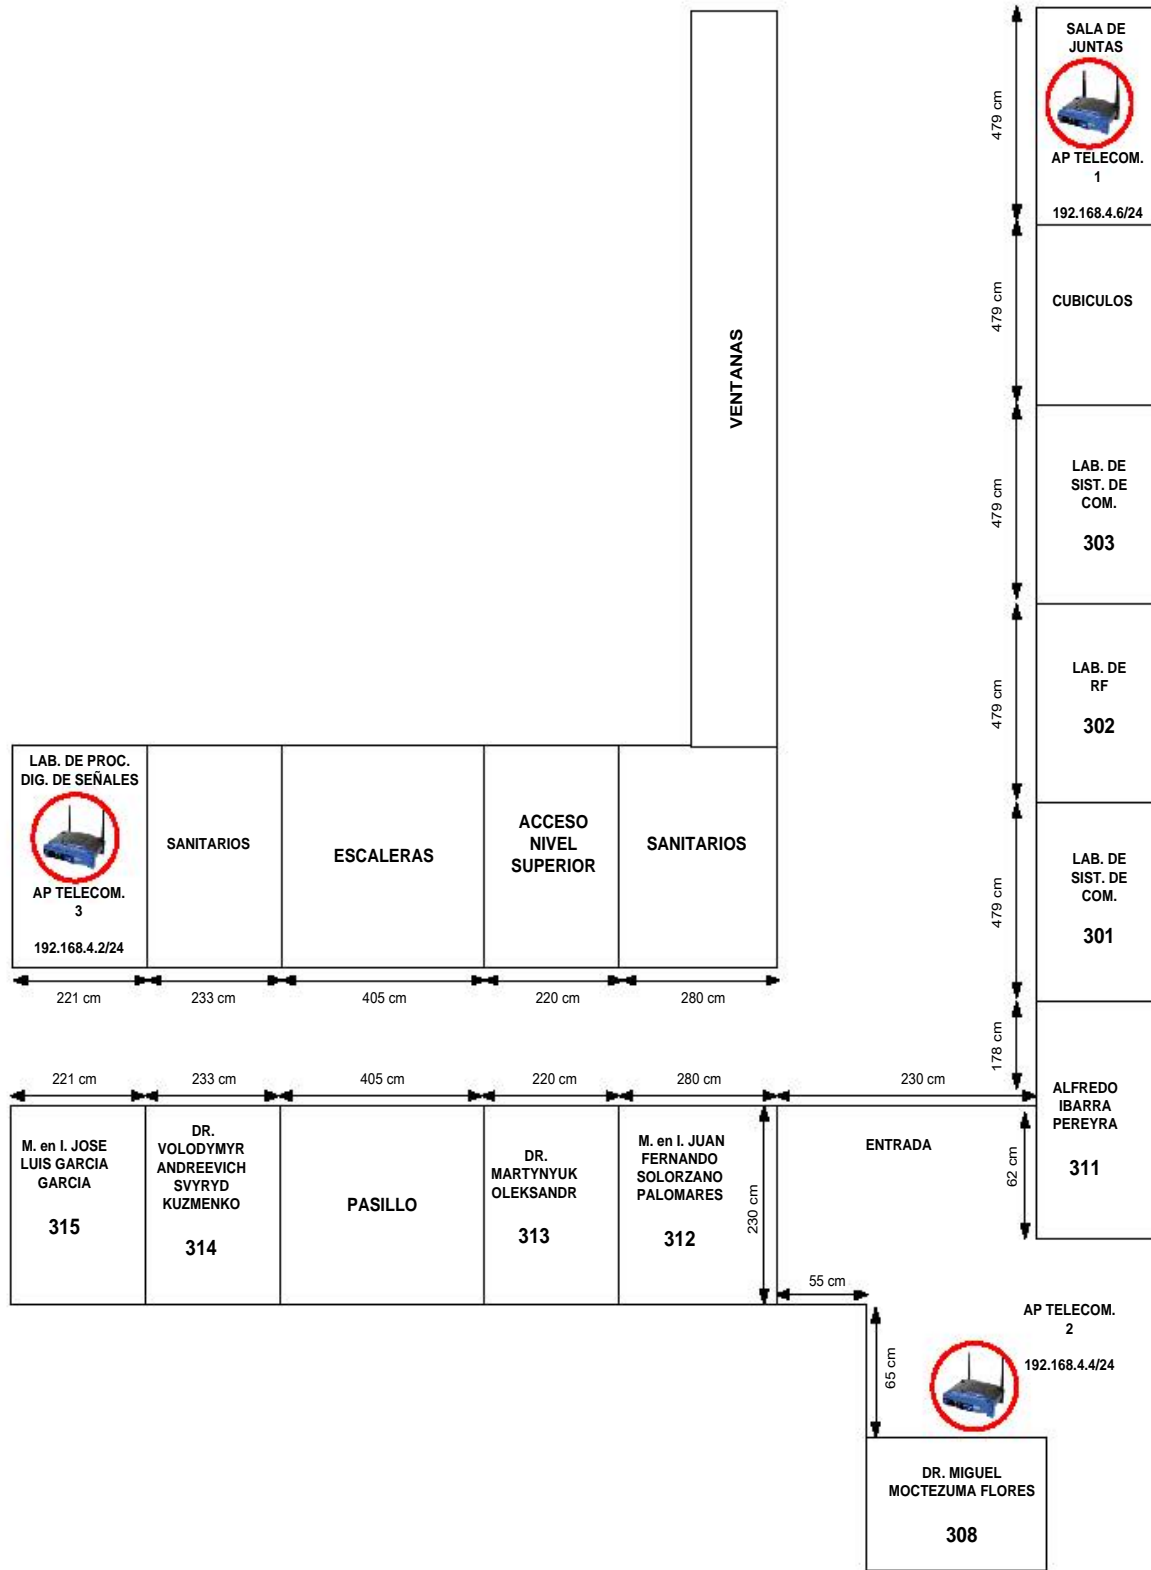 SALA DE
JUNTAS
AP TELECOM.
1
192.168.4.6/24
479 cm
CUBICULOS
479 cm
VENTANAS
LAB. DE
SIST. DE
COM.
303
479 cm
LAB. DE
RF
302
479 cm
LAB. DE
SIST. DE
COM.
301
479 cm
LAB. DE PROC.
DIG. DE SEÑALES
AP TELECOM.
3
192.168.4.2/24
SANITARIOS
ESCALERAS
ACCESO
NIVEL
SUPERIOR
SANITARIOS
221 cm
233 cm
405 cm
220 cm
280 cm
178 cm
221 cm
233 cm
405 cm
220 cm
280 cm
230 cm
M. en I. JOSE
LUIS GARCIA
GARCIA
315
DR.
VOLODYMYR
ANDREEVICH
SVYRYD
KUZMENKO
314
PASILLO
DR.
MARTYNYUK
OLEKSANDR
313
M. en I. JUAN
FERNANDO
SOLORZANO
PALOMARES
312
230 cm
ENTRADA
62 cm
ALFREDO
IBARRA
PEREYRA
311
55 cm
65 cm
AP TELECOM.
2
192.168.4.4/24
DR. MIGUEL
MOCTEZUMA FLORES
308